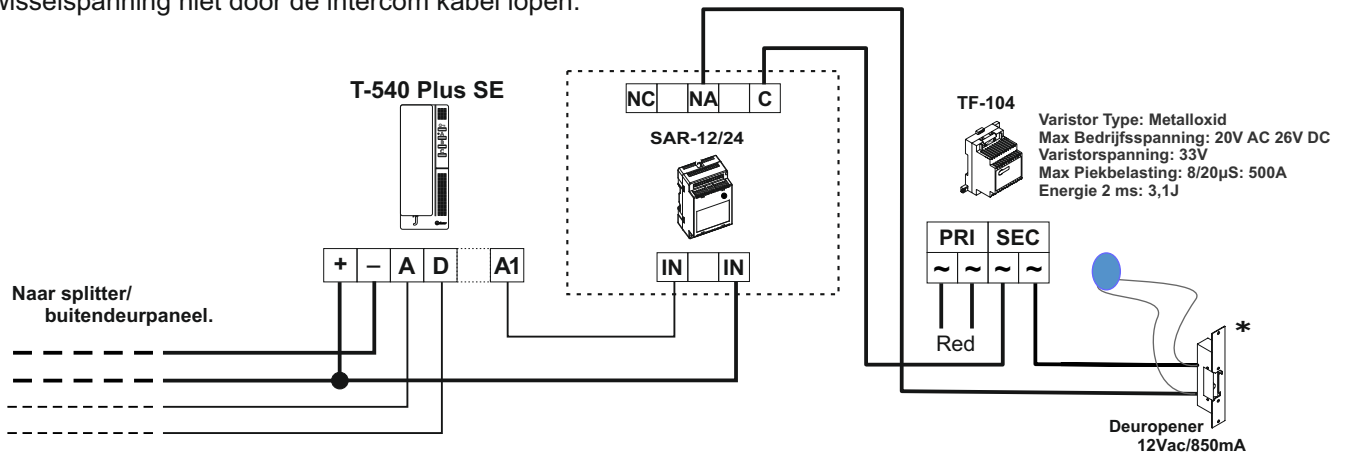 wisselspanning niet door de intercom kabel lopen.
T-540 Plus SE
NC NA C
SAR-12/24
TF-104
Varistor Type: Metalloxid
Max Bedrijfsspanning: 20V AC 26V DC
Varistorspanning: 33V
Max Piekbelasting: 8/20µS: 500A
Energie 2 ms: 3,1J
PRI SEC
~ ~ ~ ~
+ – A D A1
IN IN
Naar splitter/
buitendeurpaneel.
Red
*
Deuropener
12Vac/850mA